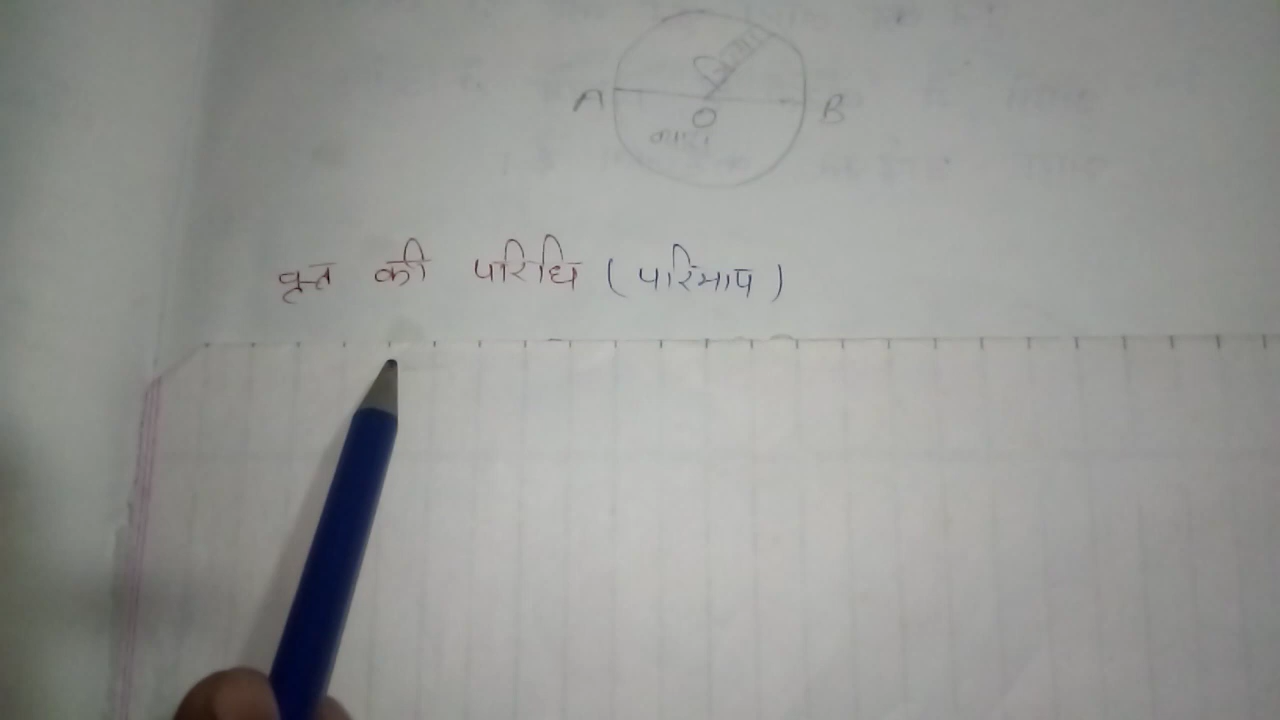 त्रिज्या
A
B
O
व्यास
वृत्त की परिधि (परिमाप)